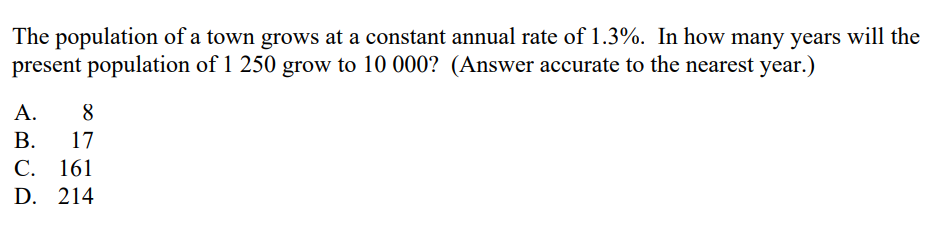 The population of a town grows at a constant annual rate of 1.3%. In how many years will the
present population of 1 250 grow to 10 000? (Answer accurate to the nearest year.)
A. 8
B. 17
C. 161
D. 214